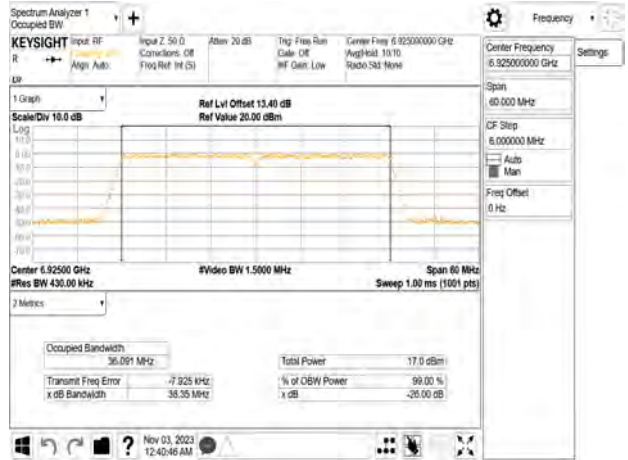 Spectrum Analyzer 1
Occupied BW
Frequency
KEYSIGHT
R
Input: RF
Align: Auto
Input Z: 50 Ω
Corrections: Off
Freq Ref: Int (S)
Atten: 20 dB
Trig: Free Run
Gate: Off
#IF Gain: Low
Center Freq: 6.925000000 GHz
Avg|Hold: 10/10
Radio Std: None
Center Frequency
6.925000000 GHz
Settings
Span
60.000 MHz
CF Step
6.000000 MHz
Auto
Man
Freq Offset
0 Hz
1 Graph
Scale/Div 10.0 dB
Ref Lvl Offset 13.40 dB
Ref Value 20.00 dBm
Log
Center 6.92500 GHz
#Res BW 430.00 kHz
#Video BW 1.5000 MHz
Span 60 MHz
Sweep 1.00 ms (1001 pts)
2 Metrics
Occupied Bandwidth
36.091 MHz
Total Power
17.0 dBm
Transmit Freq Error
-7.925 kHz
% of OBW Power
99.00 %
x dB Bandwidth
38.35 MHz
x dB
-26.00 dB
?
Nov 03, 2023
12:40:46 AM